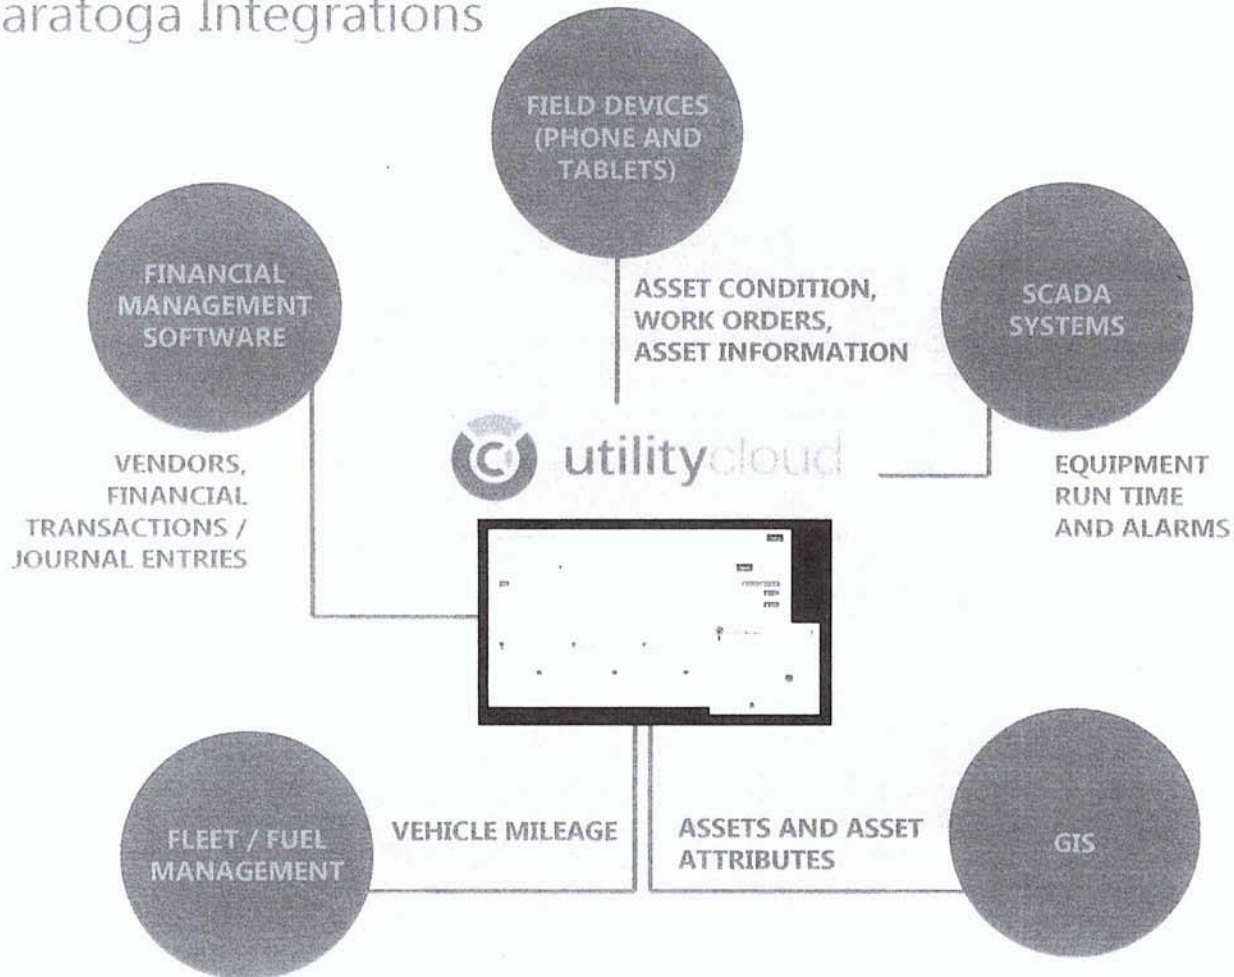 aratoga Integrations
FIELD DEVICES
(PHONE AND
TABLETS)
FINANCIAL
MANAGEMENT
SOFTWARE
ASSET CONDITION,
WORK ORDERS,
ASSET INFORMATION
SCADA
SYSTEMS
utilitycloud
VENDORS,
FINANCIAL
TRANSACTIONS /
JOURNAL ENTRIES
EQUIPMENT
RUN TIME
AND ALARMS
FLEET / FUEL
MANAGEMENT
VEHICLE MILEAGE
ASSETS AND ASSET
ATTRIBUTES
GIS